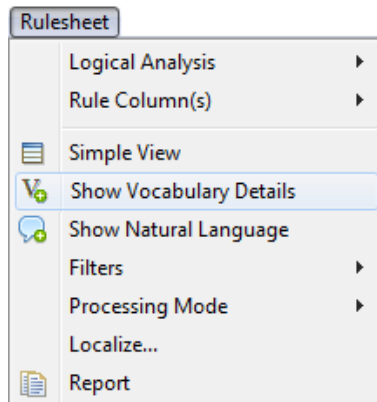 Rulesheet
Logical Analysis
Rule Column(s)
Simple View
Show Vocabulary Details
Show Natural Language
Filters
Processing Mode
Localize...
Report